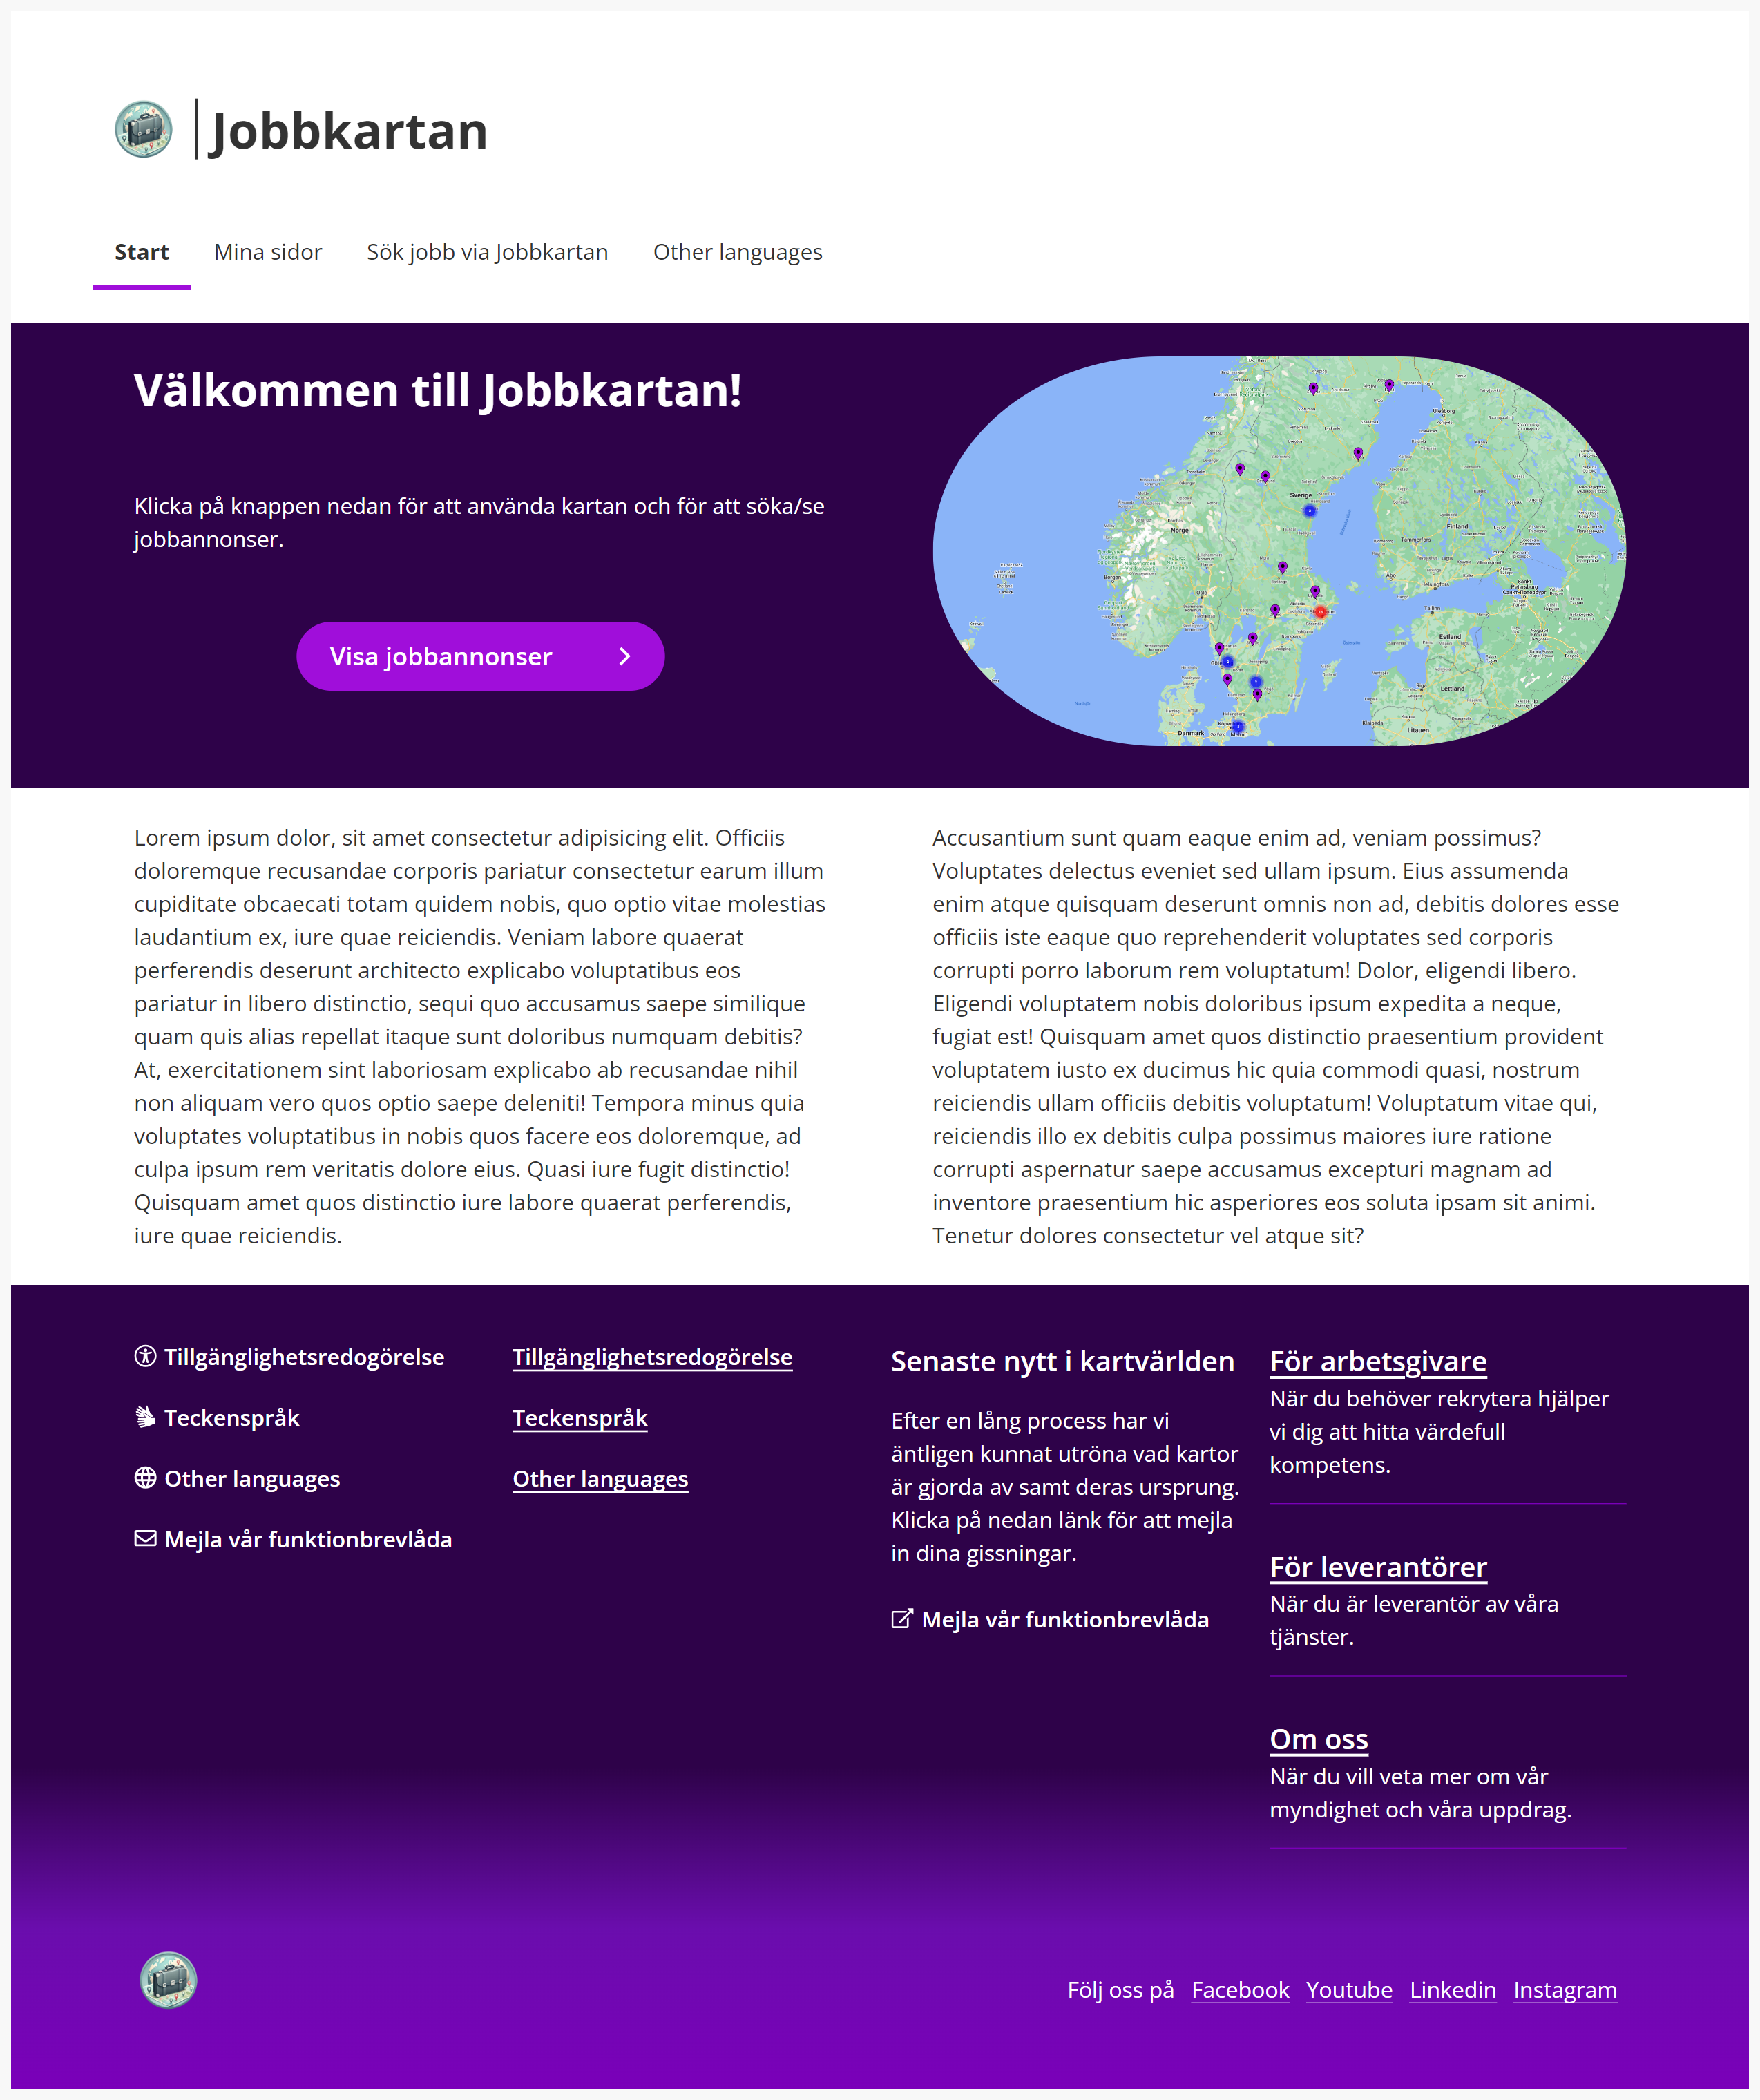 Jobbkartan
Start
Mina sidor
Sök jobb via Jobbkartan
Other languages
Välkommen till Jobbkartan!
Klicka på knappen nedan för att använda kartan och för att söka/se
jobbannonser.
Visa jobbannonser
Sverige
Norge
Finland
Oslo
Bergen
Uleåborg
Tammerfors
Åbo
Helsingfors
Tallinn
Estland
Riga
Lettland
Klaipėda
Litauen
Danmark
Malmö
Lorem ipsum dolor, sit amet consectetur adipisicing elit. Officiis
doloremque recusandae corporis pariatur consectetur earum illum
cupiditate obcaecati totam quidem nobis, quo optio vitae molestias
laudantium ex, iure quae reiciendis. Veniam labore quaerat
perferendis deserunt architecto explicabo voluptatibus eos
pariatur in libero distinctio, sequi quo accusamus saepe similique
quam quis alias repellat itaque sunt doloribus numquam debitis?
At, exercitationem sint laboriosam explicabo ab recusandae nihil
non aliquam vero quos optio saepe deleniti! Tempora minus quia
voluptates voluptatibus in nobis quos facere eos doloremque, ad
culpa ipsum rem veritatis dolore eius. Quasi iure fugit distinctio!
Quisquam amet quos distinctio iure labore quaerat perferendis,
iure quae reiciendis.
Accusantium sunt quam eaque enim ad, veniam possimus?
Voluptates delectus eveniet sed ullam ipsum. Eius assumenda
enim atque quisquam deserunt omnis non ad, debitis dolores esse
officiis iste eaque quo reprehenderit voluptates sed corporis
corrupti porro laborum rem voluptatum! Dolor, eligendi libero.
Eligendi voluptatem nobis doloribus ipsum expedita a neque,
fugiat est! Quisquam amet quos distinctio praesentium provident
voluptatem iusto ex ducimus hic quia commodi quasi, nostrum
reiciendis ullam officiis debitis voluptatum! Voluptatum vitae qui,
reiciendis illo ex debitis culpa possimus maiores iure ratione
corrupti aspernatur saepe accusamus excepturi magnam ad
inventore praesentium hic asperiores eos soluta ipsam sit animi.
Tenetur dolores consectetur vel atque sit?
Tillgänglighetsredogörelse
Teckenspråk
Other languages
Mejla vår funktionbrevlåda
Tillgänglighetsredogörelse
Teckenspråk
Other languages
Senaste nytt i kartvärlden
Efter en lång process har vi
äntligen kunnat utröna vad kartor
är gjorda av samt deras ursprung.
Klicka på nedan länk för att mejla
in dina gissningar.
Mejla vår funktionbrevlåda
För arbetsgivare
När du behöver rekrytera hjälper
vi dig att hitta värdefull
kompetens.
För leverantörer
När du är leverantör av våra
tjänster.
Om oss
När du vill veta mer om vår
myndighet och våra uppdrag.
Följ oss på
Facebook
Youtube
Linkedin
Instagram